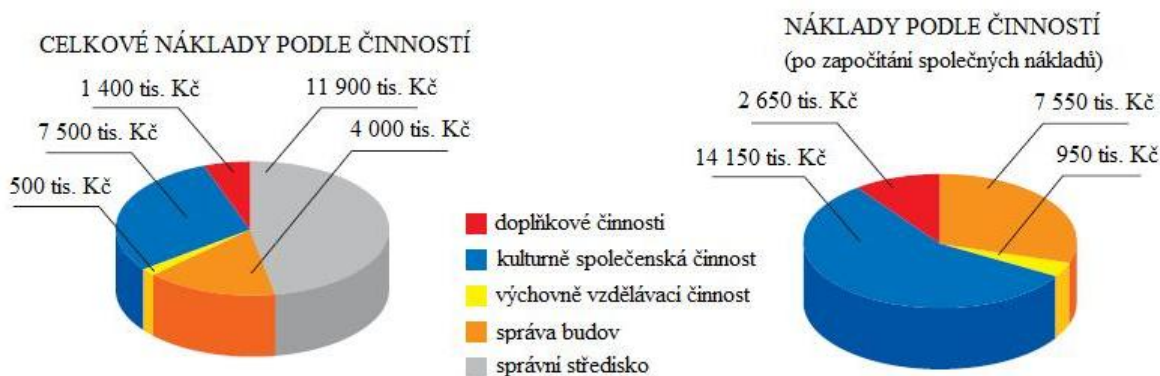 CELKOVÉ NÁKLADY PODLE ČINNOSTÍ
1 400 tis. Kč
11 900 tis. Kč
7 500 tis. Kč
4 000 tis. Kč
500 tis. Kč
doplňkové činnosti
kulturně společenská činnost
výchovně vzdělávací činnost
správa budov
správní středisko
NÁKLADY PODLE ČINNOSTÍ
(po započítání společných nákladů)
2 650 tis. Kč
7 550 tis. Kč
14 150 tis. Kč
950 tis. Kč